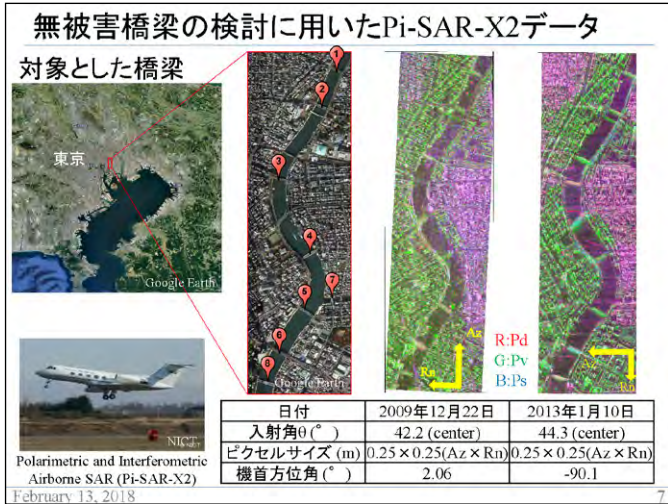 無被害橋梁の検討に用いたPi-SAR-X2データ
対象とした橋梁
東京
Google Earth
NICT
Polarimetric and Interferometric
Airborne SAR (Pi-SAR-X2)
1
2
3
4
5
6
7
8
Google Earth
Az
Rn
R:Pd
G:Pv
B:Ps
Az
Rn
日付 2009年12月22日 2013年1月10日
入射角θ(°) 42.2 (center) 44.3 (center)
ピクセルサイズ (m) 0.25×0.25(Az×Rn) 0.25×0.25(Az×Rn)
機首方位角(°) 2.06 -90.1
February 13, 2018
7